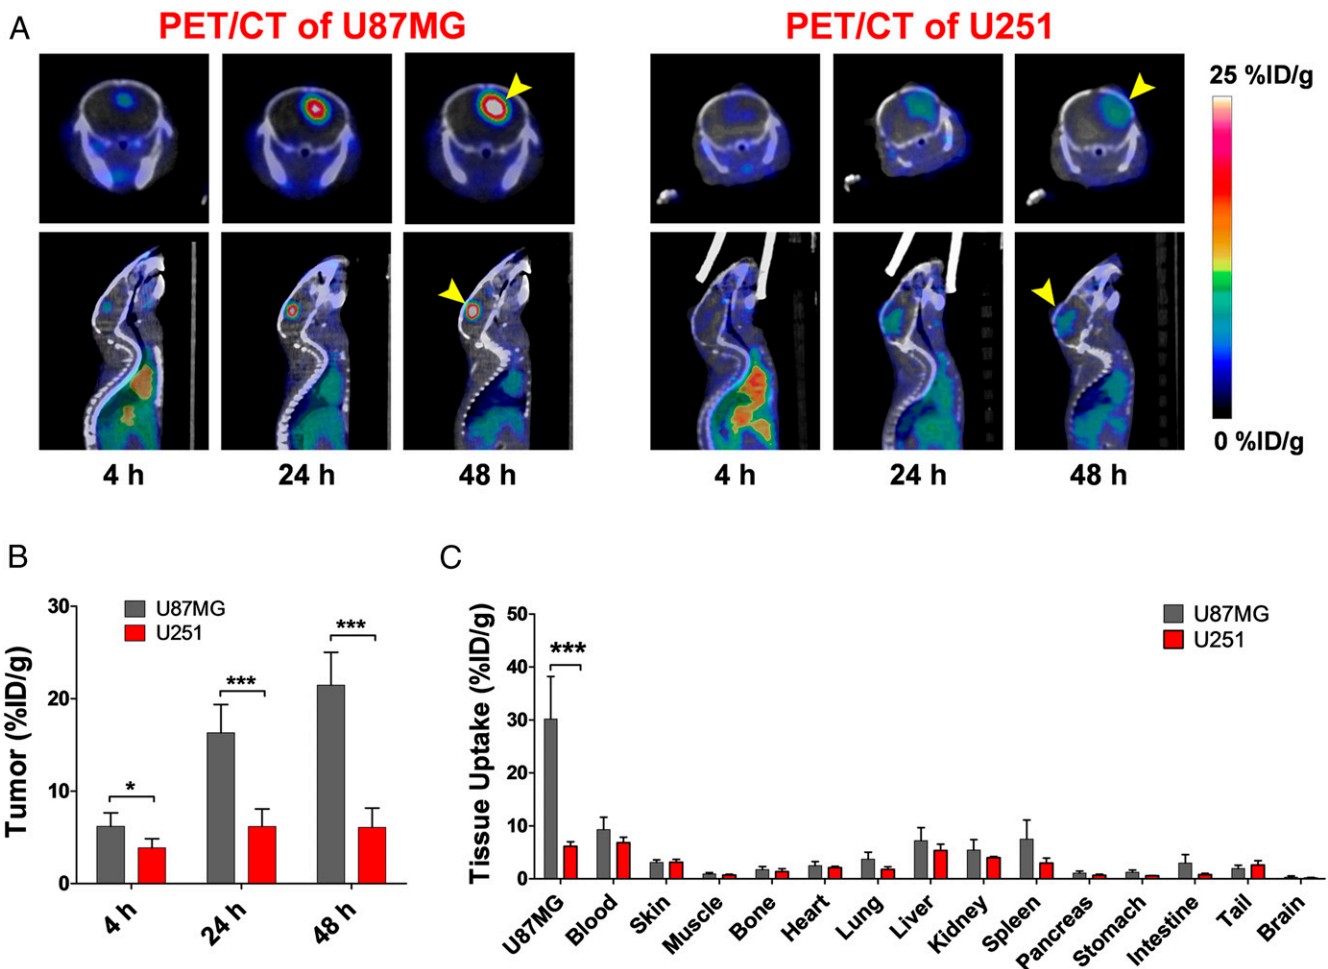 A
PET/CT of U87MG
PET/CT of U251
25 %ID/g
0 %ID/g
4 h
24 h
48 h
4 h
24 h
48 h
B
Tumor (%ID/g)
30
20
10
0
U87MG
U251
*
***
***
4 h
24 h
48 h
C
Tissue Uptake (%ID/g)
50
40
30
20
10
0
***
U87MG
U251
U87MG
Blood
Skin
Muscle
Bone
Heart
Lung
Liver
Kidney
Spleen
Pancreas
Stomach
Intestine
Tail
Brain